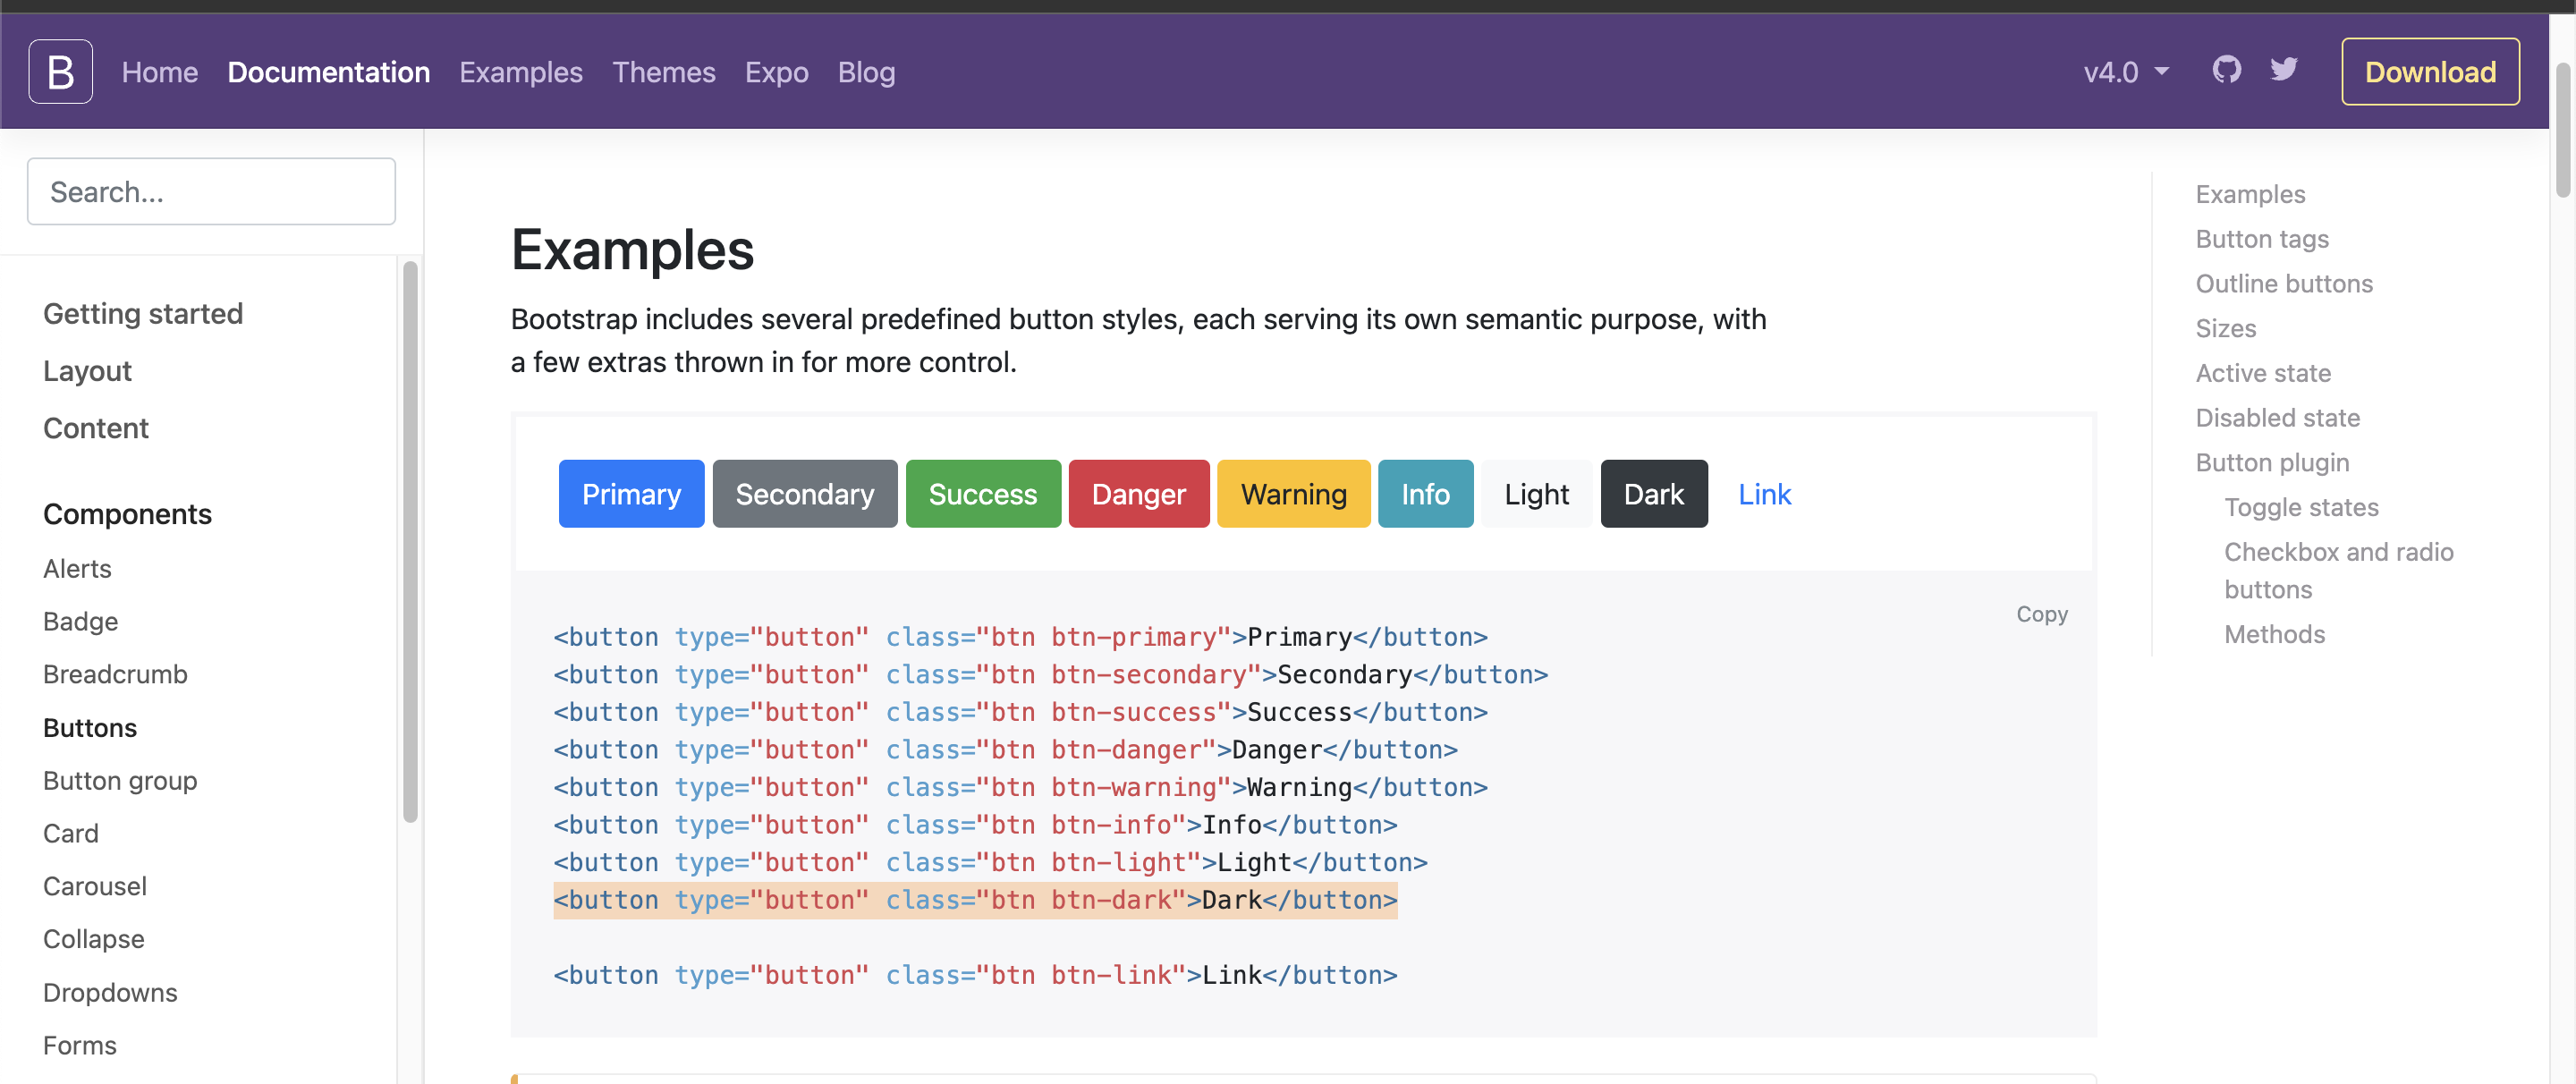 B Home Documentation Examples Themes Expo Blog v4.0 Download
Search...
Getting started
Layout
Content
Components
Alerts
Badge
Breadcrumb
Buttons
Button group
Card
Carousel
Collapse
Dropdowns
Forms
Examples
Bootstrap includes several predefined button styles, each serving its own semantic purpose, with
a few extras thrown in for more control.
Primary Secondary Success Danger Warning Info Light Dark Link
Copy
<button type="button" class="btn btn-primary">Primary</button>
<button type="button" class="btn btn-secondary">Secondary</button>
<button type="button" class="btn btn-success">Success</button>
<button type="button" class="btn btn-danger">Danger</button>
<button type="button" class="btn btn-warning">Warning</button>
<button type="button" class="btn btn-info">Info</button>
<button type="button" class="btn btn-light">Light</button>
<button type="button" class="btn btn-dark">Dark</button>
<button type="button" class="btn btn-link">Link</button>
Examples
Button tags
Outline buttons
Sizes
Active state
Disabled state
Button plugin
Toggle states
Checkbox and radio
buttons
Methods